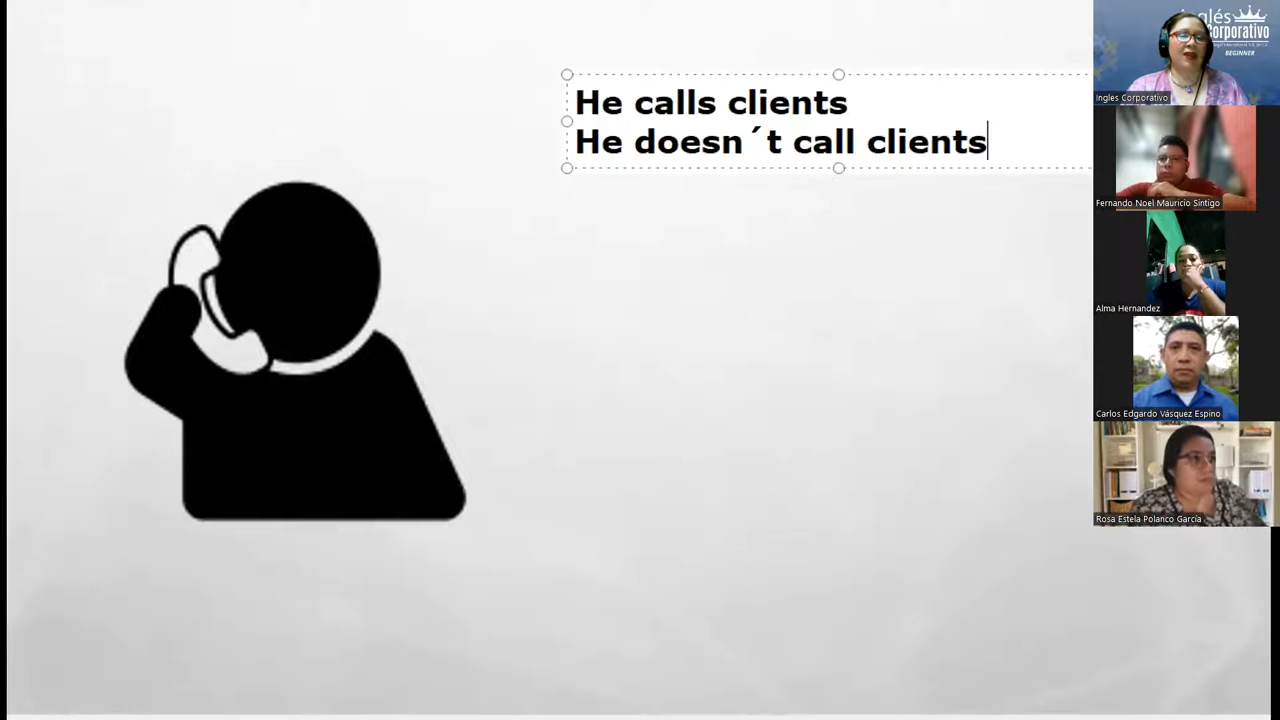 He calls clients
He doesn´t call clients
Inglés
Corporativo
BEGINNER
Ingles Corporativo
Fernando Noel Mauricio Sintigo
Alma Hernandez
Carlos Edgardo Vásquez Espino
Rosa Estela Polanco García